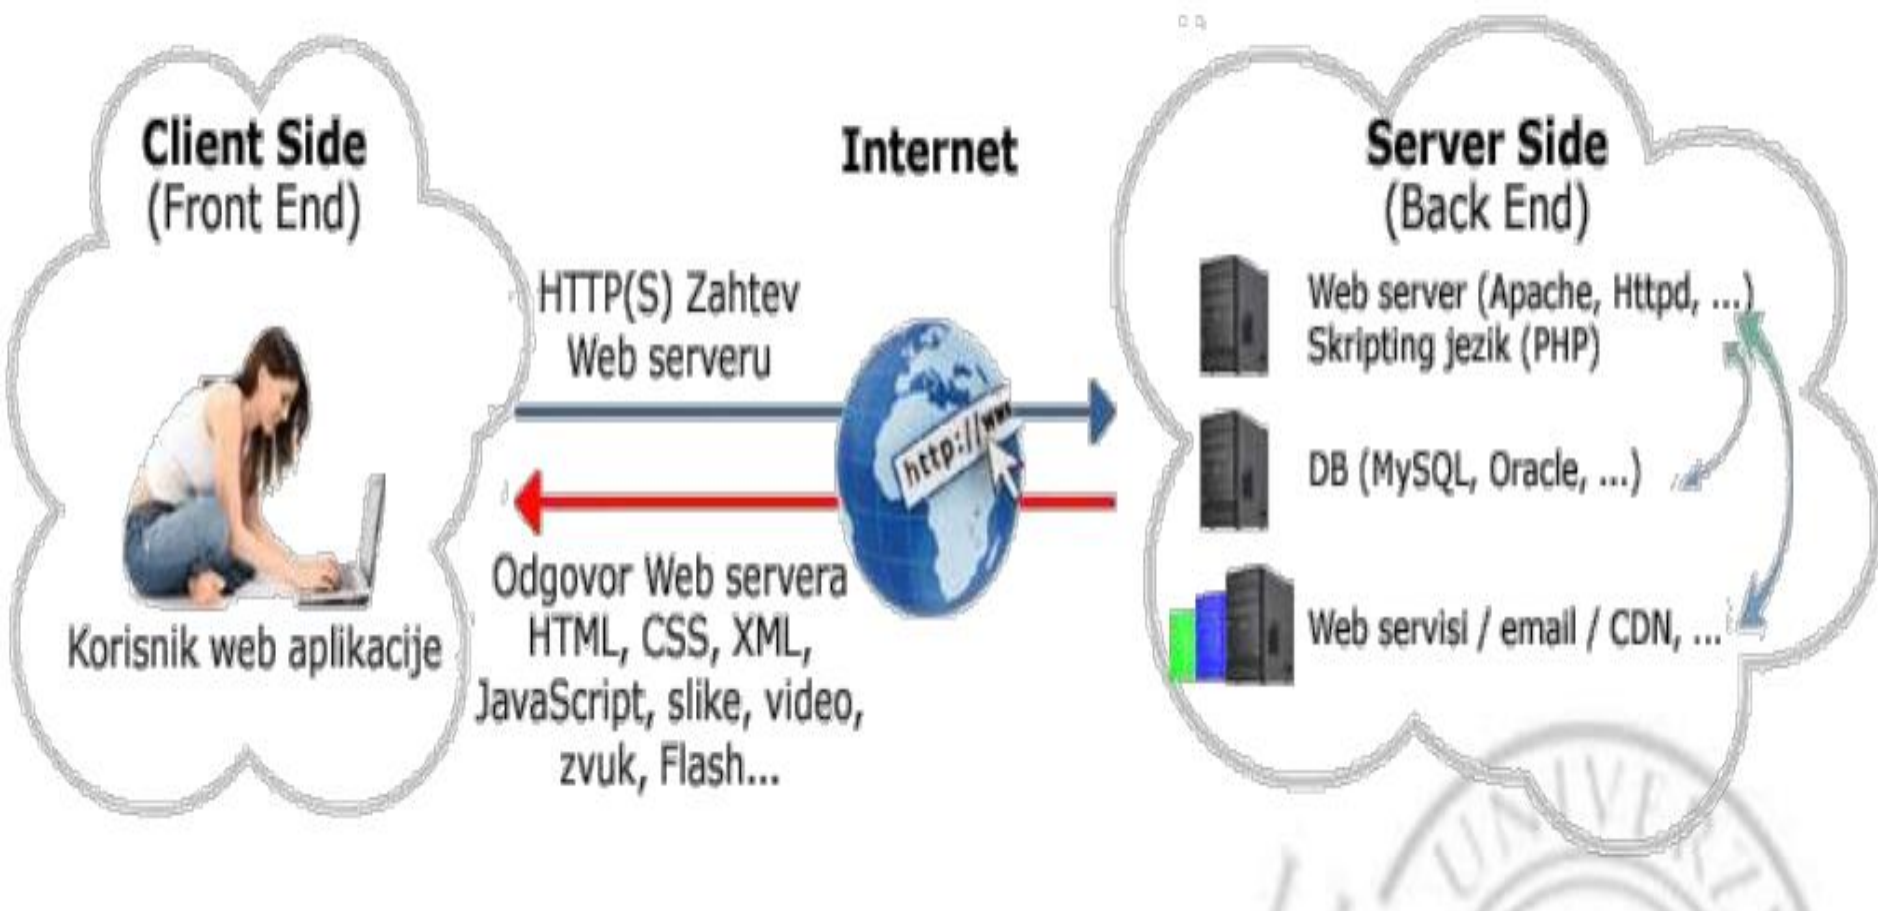 Client Side
(Front End)
Korisnik web aplikacije
Internet
HTTP(S) Zahtev
Web serveru
http://www
Odgovor Web servera
HTML, CSS, XML,
JavaScript, slike, video,
zvuk, Flash...
Server Side
(Back End)
Web server (Apache, Httpd, ...)
Skripting jezik (PHP)
DB (MySQL, Oracle, ...)
Web servisi / email / CDN, ...